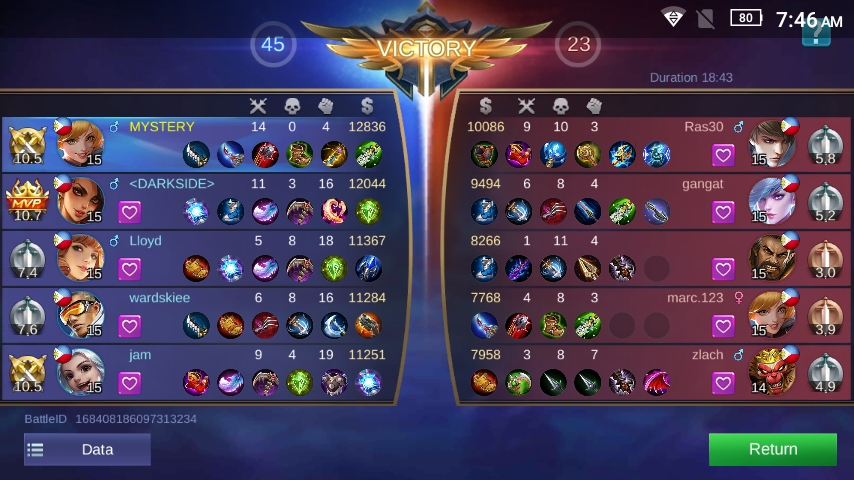 80 7:46 AM
45 VICTORY 23
?
Duration 18:43
MYSTERY 14 0 4 12836
10.5 15
10086 9 10 3 Ras30
15 5,8
<DARKSIDE> 11 3 16 12044
MVP 10.7 15
9494 6 8 4 gangat
15 5,2
Lloyd 5 8 18 11367
7,4 15
8266 1 11 4
15 3,0
wardskiee 6 8 16 11284
7,6 15
7768 4 8 3 marc.123
15 3,9
jam 9 4 19 11251
10.5 15
7958 3 8 7 zlach
14 4,9
BattleID 168408186097313234
Data
Return